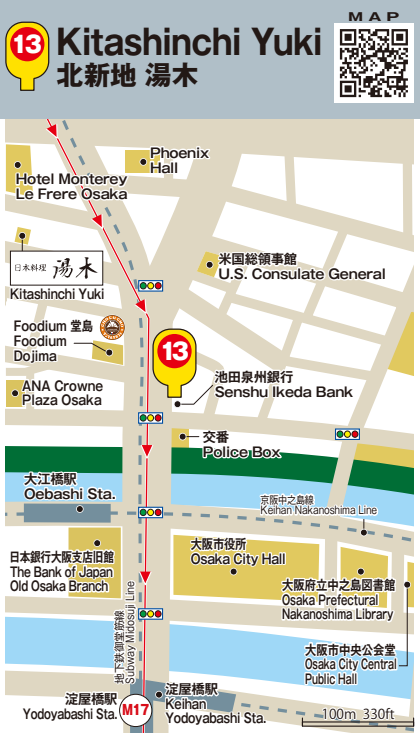 MAP
13
Kitashinchi Yuki
北新地 湯木
Phoenix
Hall
Hotel Monterey
Le Frere Osaka
日本料理 湯木
Kitashinchi Yuki
米国総領事館
U.S. Consulate General
Foodium 堂島
Foodium
Dojima
13
池田泉州銀行
Senshu Ikeda Bank
ANA Crowne
Plaza Osaka
交番
Police Box
大江橋駅
Oebashi Sta.
京阪中之島線
Keihan Nakanoshima Line
日本銀行大阪支店旧館
The Bank of Japan
Old Osaka Branch
大阪市役所
Osaka City Hall
大阪府立中之島図書館
Osaka Prefectural
Nakanoshima Library
地下鉄御堂筋線
Subway Midosuji Line
大阪市中央公会堂
Osaka City Central
Public Hall
淀屋橋駅
Yodoyabashi Sta.
M17
淀屋橋駅
Keihan
Yodoyabashi Sta.
100m 330ft